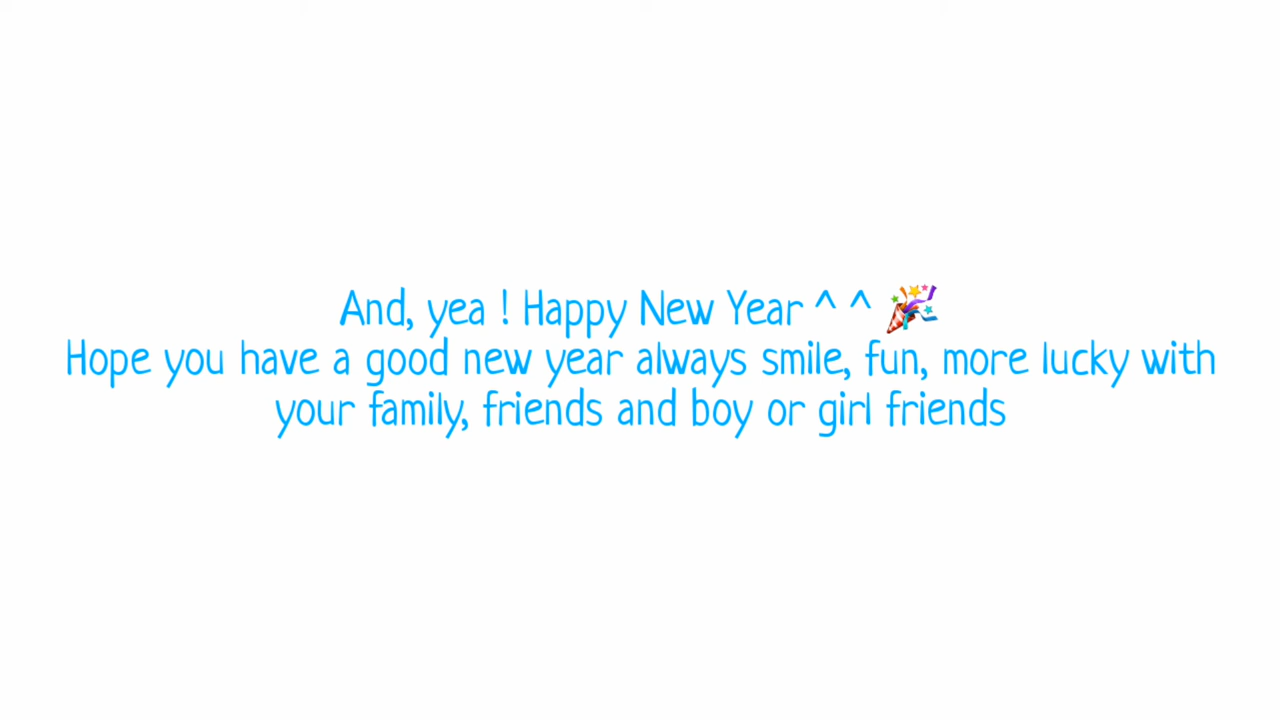 And, yea ! Happy New Year ^ ^ 🎉
Hope you have a good new year always smile, fun, more lucky with
your family, friends and boy or girl friends